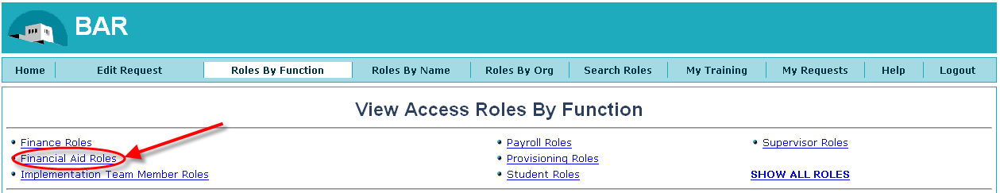 BAR
Home Edit Request Roles By Function Roles By Name Roles By Org Search Roles My Training My Requests Help Logout
View Access Roles By Function
Finance Roles Payroll Roles Supervisor Roles
Financial Aid Roles Provisioning Roles
Implementation Team Member Roles Student Roles SHOW ALL ROLES